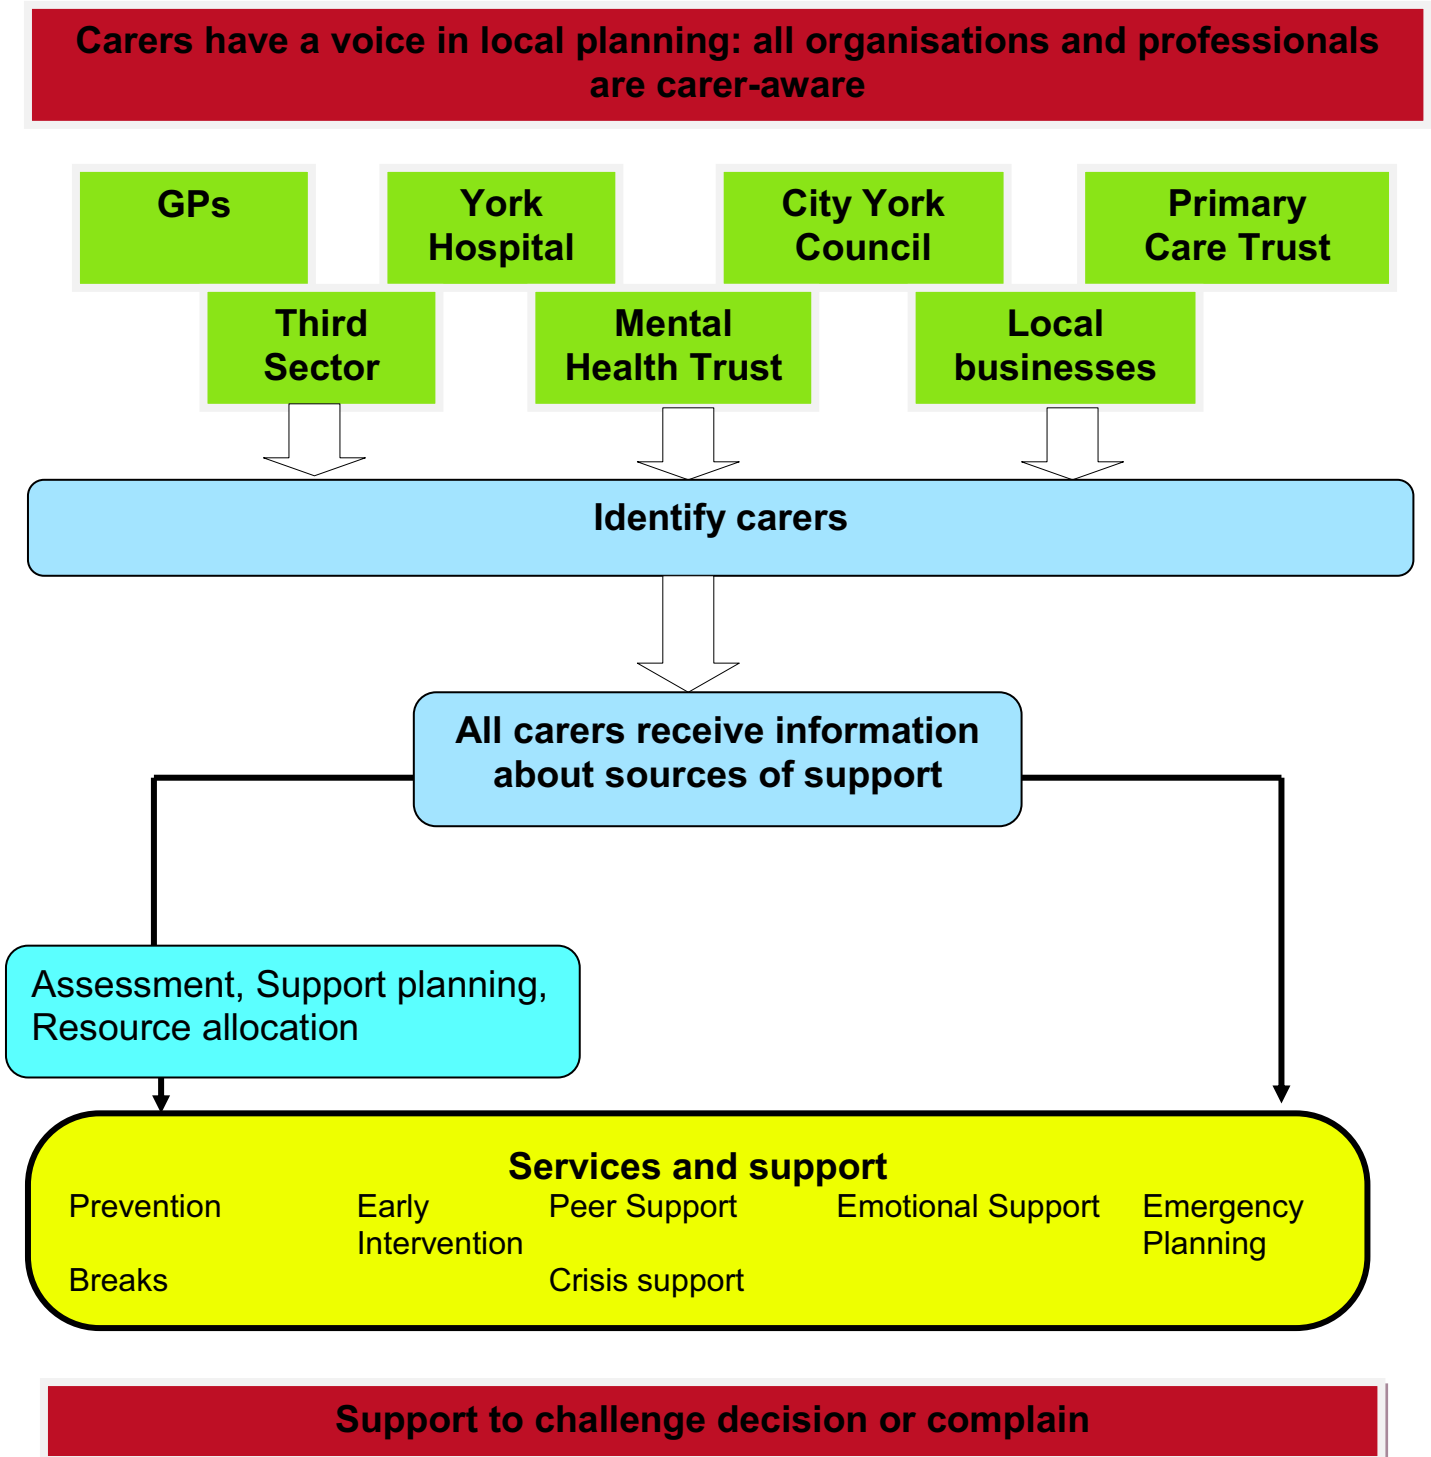 Carers have a voice in local planning: all organisations and professionals
are carer-aware
GPs
York
Hospital
City York
Council
Primary
Care Trust
Third
Sector
Mental
Health Trust
Local
businesses
Identify carers
All carers receive information
about sources of support
Assessment, Support planning,
Resource allocation
Services and support
Prevention
Early
Intervention
Peer Support
Emotional Support
Emergency
Planning
Breaks
Crisis support
Support to challenge decision or complain